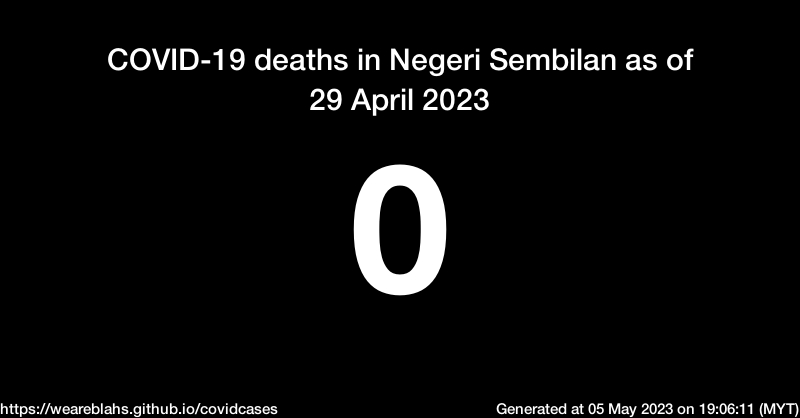 COVID-19 deaths in Negeri Sembilan as of
29 April 2023
0
https://weareblahs.github.io/covidcases
Generated at 05 May 2023 on 19:06:11 (MYT)